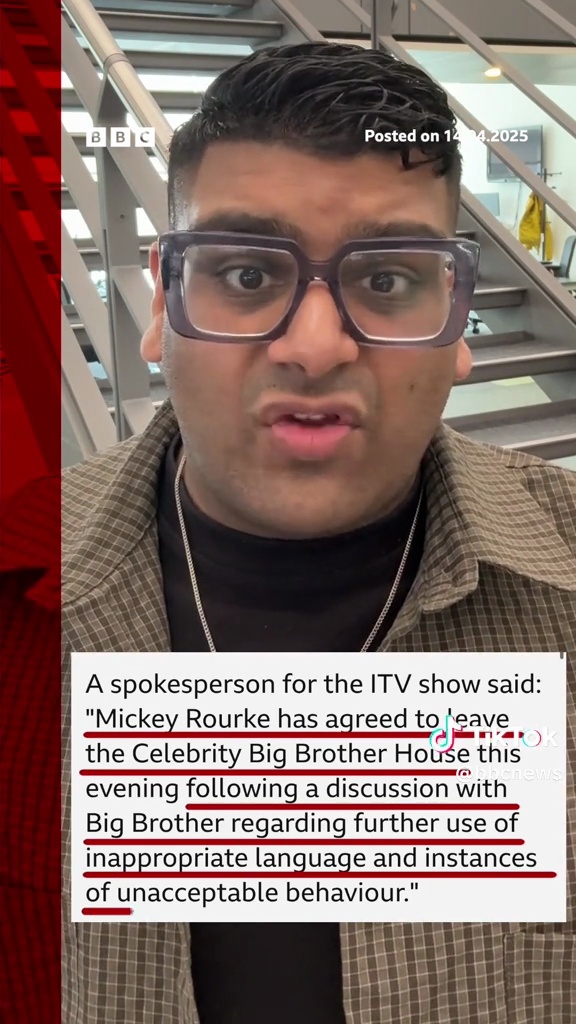 BBC
Posted on 14.04.2025
A spokesperson for the ITV show said:
"Mickey Rourke has agreed to leave
the Celebrity Big Brother House this
evening following a discussion with
Big Brother regarding further use of
inappropriate language and instances
of unacceptable behaviour."
TikTok
@bbcnews